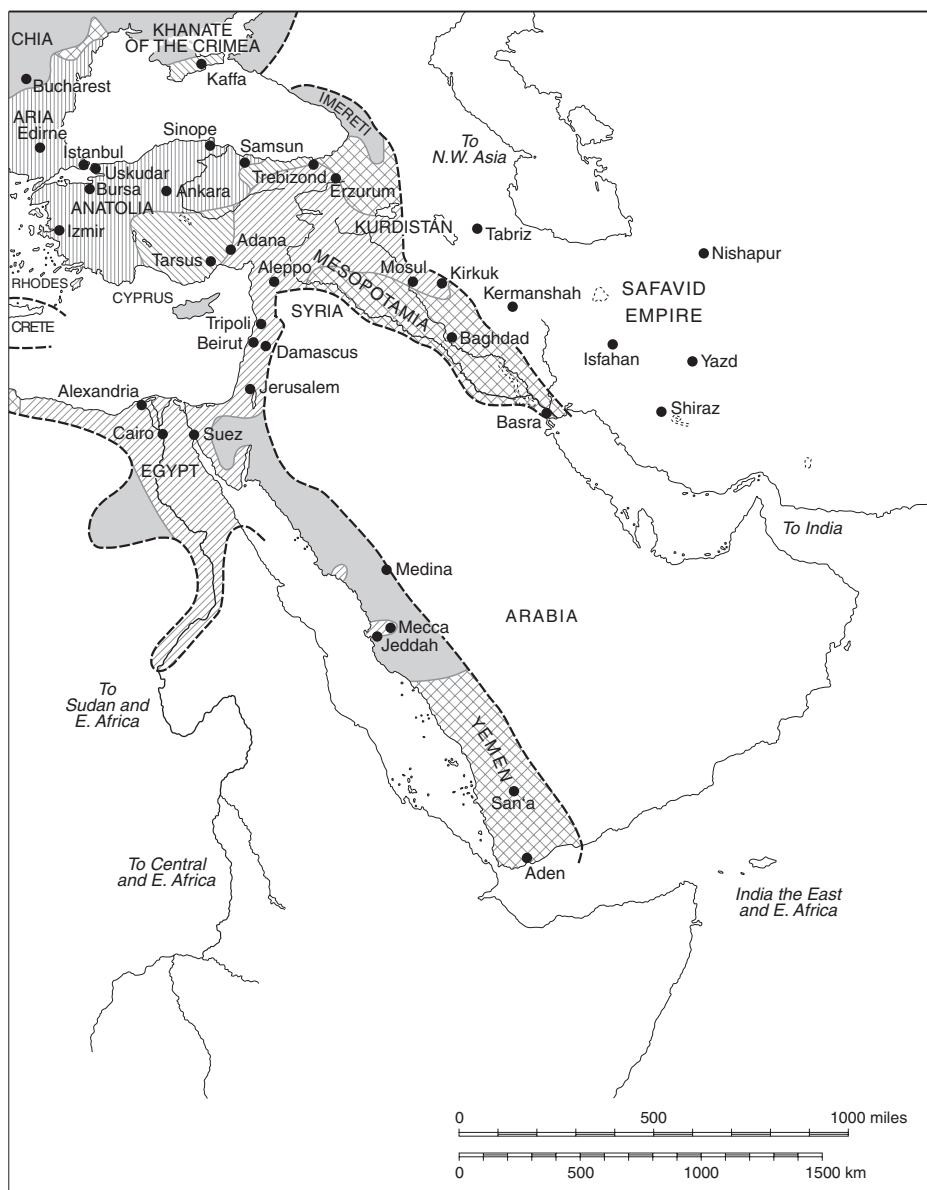 CHIA
KHANATE
OF THE CRIMEA
Kaffa
Bucharest
IMERETI
ARIA
Edirne
Sinope
Istanbul
Samsun
Uskudar
Trebizond
Bursa
Ankara
Erzurum
ANATOLIA
To
N.W. Asia
KURDISTAN
Tabriz
Izmir
Adana
Nishapur
Tarsus
Aleppo
MESOPOTAMIA
Mosul
Kirkuk
RHODES
CYPRUS
SYRIA
Kermanshah
SAFAVID
EMPIRE
CRETE
Tripoli
Beirut
Damascus
Baghdad
Isfahan
Yazd
Alexandria
Jerusalem
Basra
Shiraz
Cairo
Suez
EGYPT
To India
Medina
ARABIA
Mecca
Jeddah
To
Sudan and
E. Africa
YEMEN
San'a
Aden
To Central
and E. Africa
India the East
and E. Africa
0 500 1000 miles
0 500 1000 1500 km